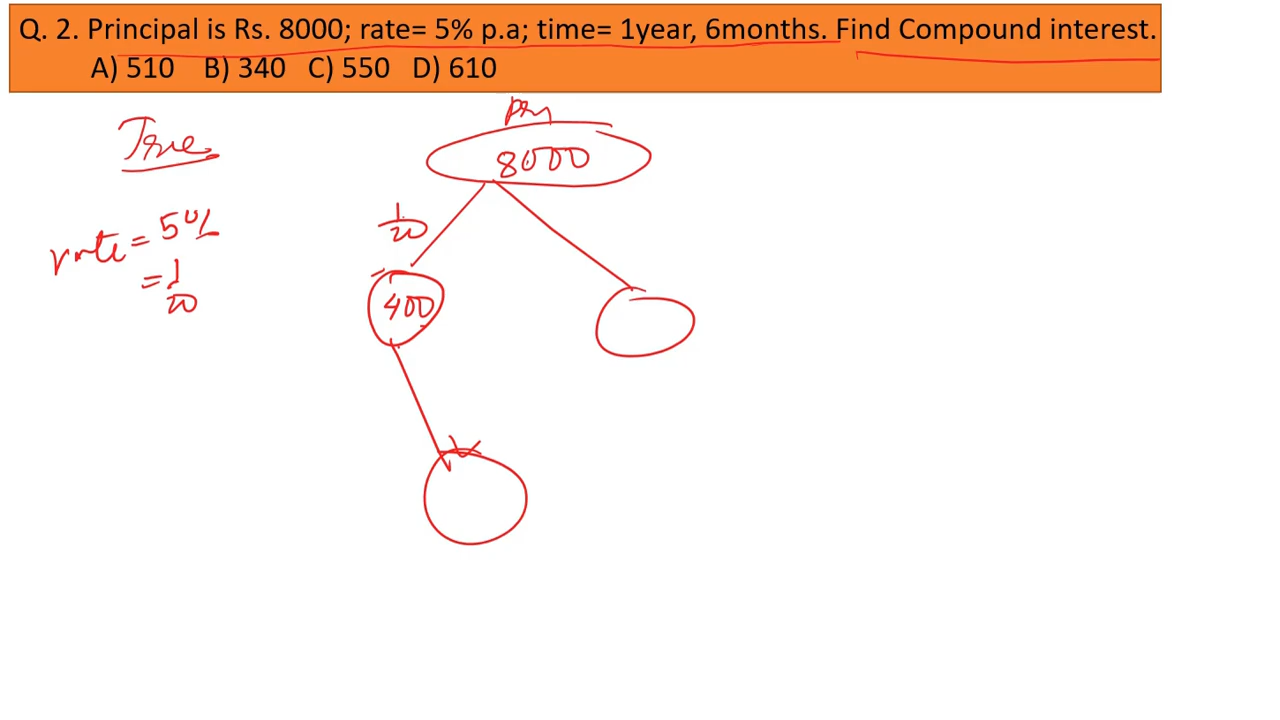 Q. 2. Principal is Rs. 8000; rate= 5% p.a; time= 1year, 6months. Find Compound interest.
A) 510 B) 340 C) 550 D) 610
Tree
8000
rate = 5%
= 1/20
1/20
400